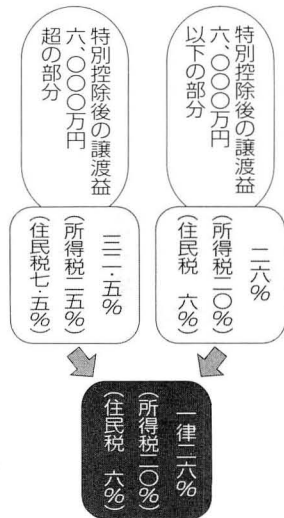 特別控除後の譲渡益
六、〇〇〇万円
以下の部分
二六%
(所得税二〇%)
(住民税 六%)
特別控除後の譲渡益
六、〇〇〇万円
超の部分
三二・五%
(所得税二五%)
(住民税七・五%)
一律二六%
(所得税二〇%)
(住民税 六%)